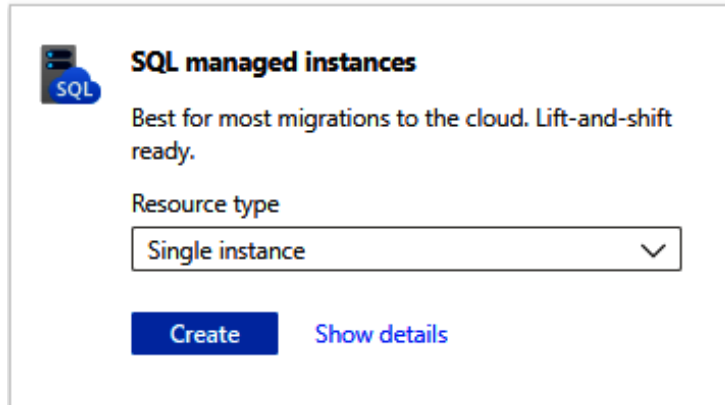 SQL
SQL managed instances
Best for most migrations to the cloud. Lift-and-shift
ready.
Resource type
Single instance
Create
Show details